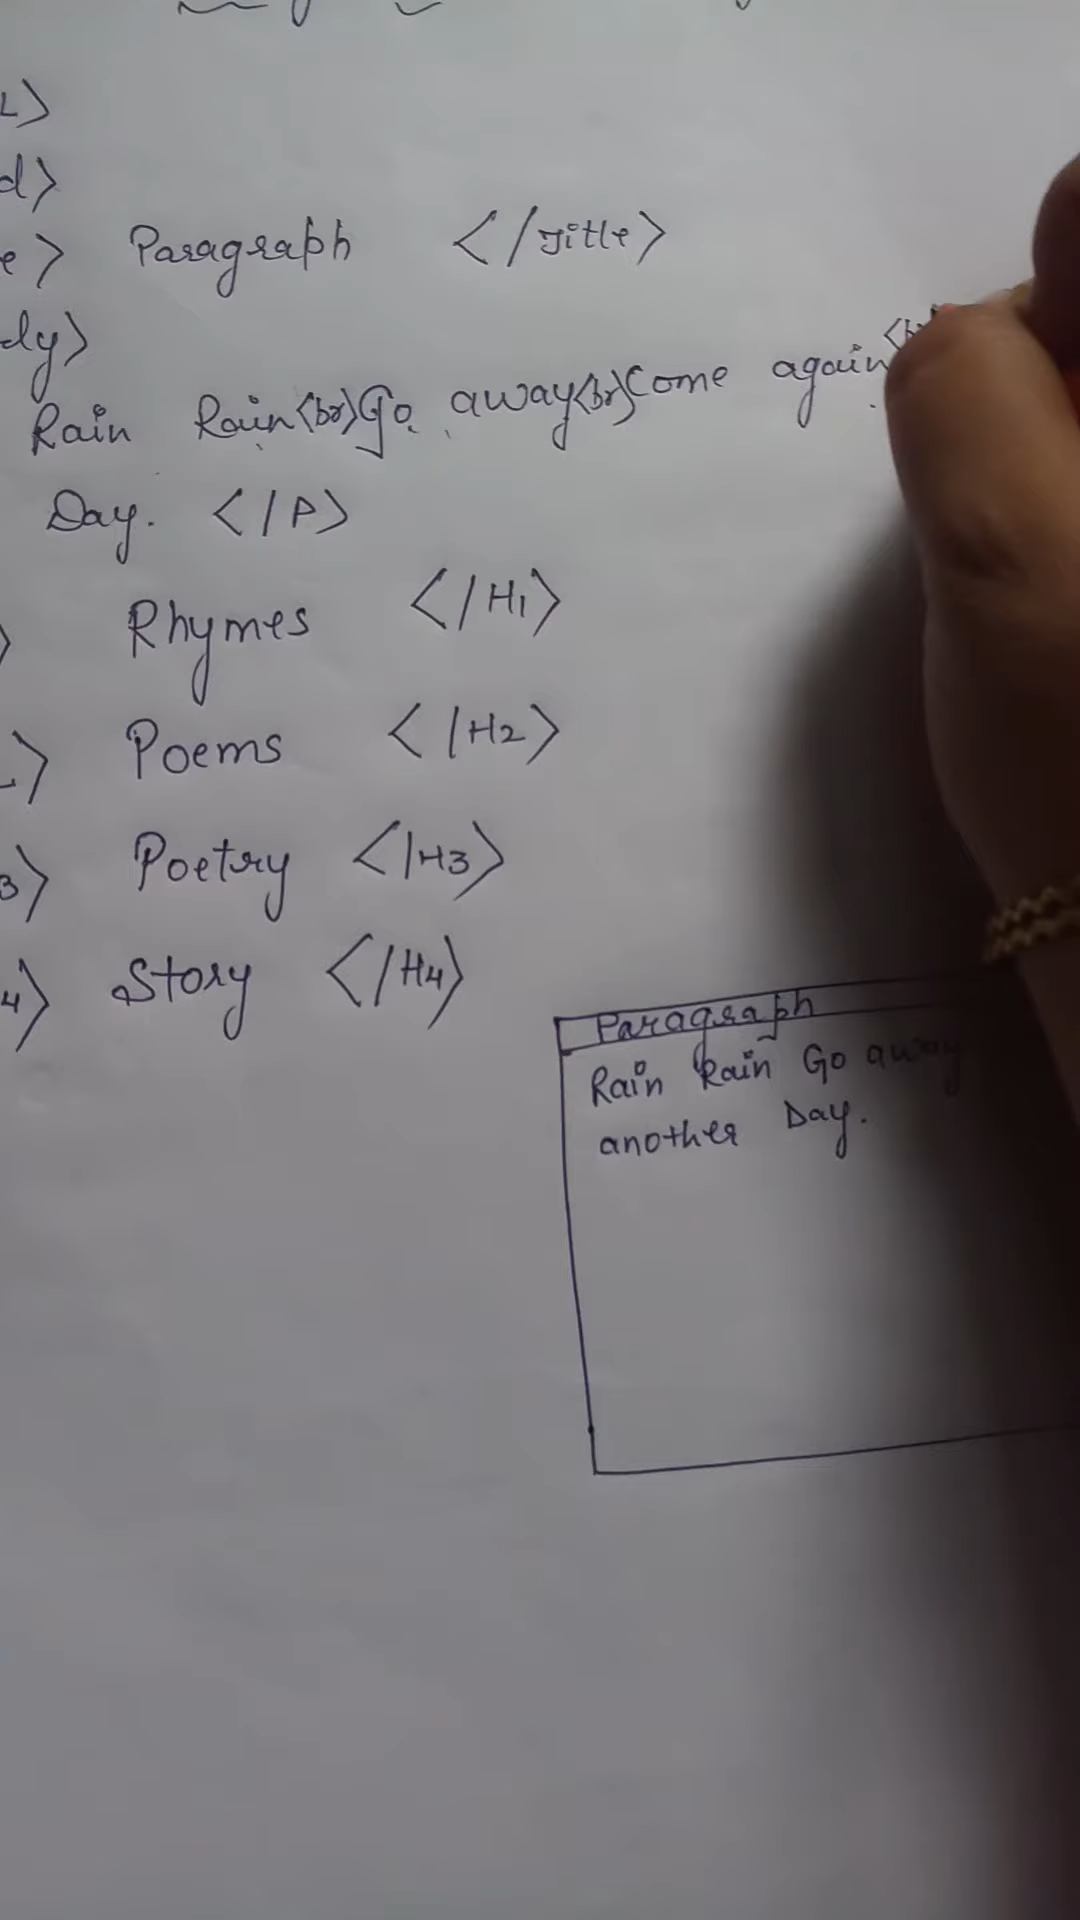 L>
d>
e> Paragraph </Title>
dy>
Rain Rain<br>Go away<br>Come again<b
Day. </P>
> Rhymes </H1>
> Poems </H2>
3> Poetry </H3>
4> Story </H4>
Paragraph
Rain Rain Go away
another Day.